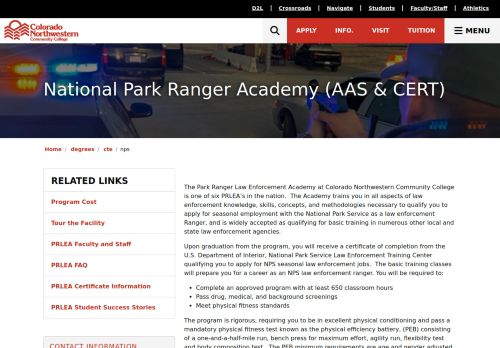 D2L | Crossroads | Navigate | Students | Faculty/Staff | Athletics
Colorado
Northwestern
Community College
APPLY INFO. VISIT TUITION MENU
National Park Ranger Academy (AAS & CERT)
Home / degrees / cte / nps
RELATED LINKS
Program Cost
Tour the Facility
PRLEA Faculty and Staff
PRLEA FAQ
PRLEA Certificate Information
PRLEA Student Success Stories
CONTACT INFORMATION
The Park Ranger Law Enforcement Academy at Colorado Northwestern Community College
is one of six PRLEA's in the nation. The Academy trains you in all aspects of law
enforcement knowledge, skills, concepts, and methodologies necessary to qualify you to
apply for seasonal employment with the National Park Service as a law enforcement
Ranger, and is widely accepted as qualifying for basic training in numerous other local and
state law enforcement agencies.
Upon graduation from the program, you will receive a certificate of completion from the
U.S. Department of Interior, National Park Service Law Enforcement Training Center
qualifying you to apply for NPS seasonal law enforcement jobs. The basic training classes
will prepare you for a career as an NPS law enforcement ranger. You will be required to:
• Complete an approved program with at least 650 classroom hours
• Pass drug, medical, and background screenings
• Meet physical fitness standards
The program is rigorous, requiring you to be in excellent physical conditioning and pass a
mandatory physical fitness test known as the physical efficiency battery, (PEB) consisting
of a one-and-a-half-mile run, bench press for maximum effort, agility run, flexibility test
and body composition test. The PEB minimum requirements are age and gender adjusted